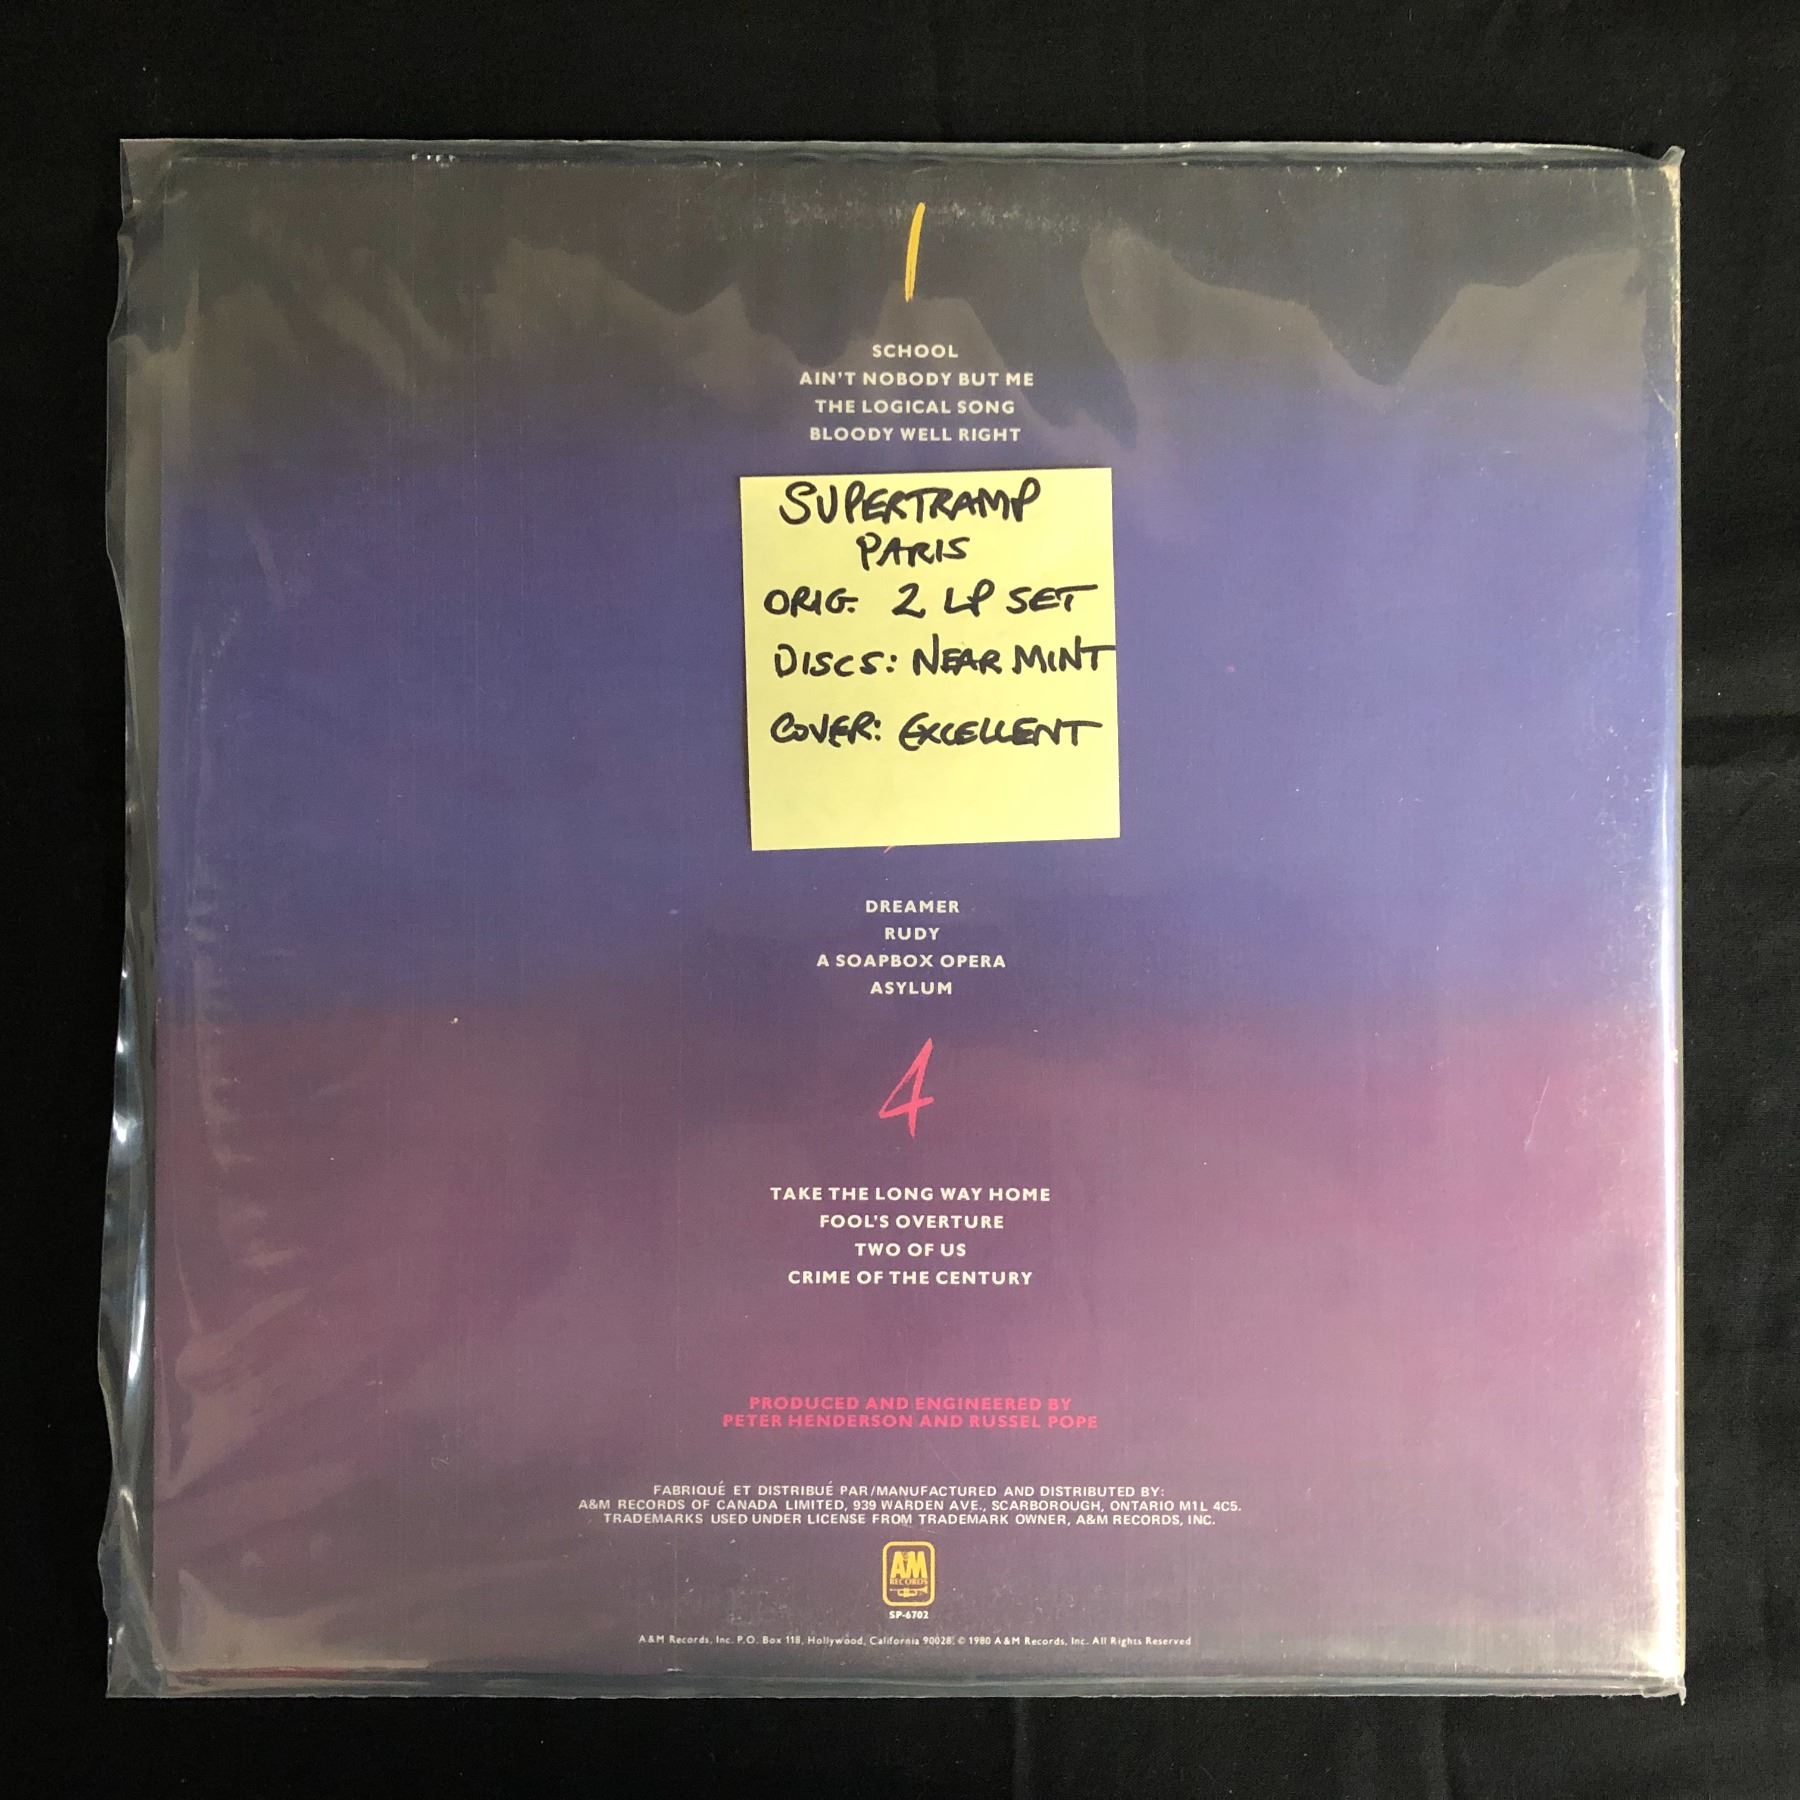 1
SCHOOL
AIN'T NOBODY BUT ME
THE LOGICAL SONG
BLOODY WELL RIGHT
SUPERTRAMP
PARIS
ORIG. 2 LP SET
DISCS: NEAR MINT
COVER: EXCELLENT
DREAMER
RUDY
A SOAPBOX OPERA
ASYLUM
4
TAKE THE LONG WAY HOME
FOOL'S OVERTURE
TWO OF US
CRIME OF THE CENTURY
PRODUCED AND ENGINEERED BY
PETER HENDERSON AND RUSSEL POPE
FABRIQUÉ ET DISTRIBUÉ PAR/MANUFACTURED AND DISTRIBUTED BY:
A&M RECORDS OF CANADA LIMITED, 939 WARDEN AVE., SCARBOROUGH, ONTARIO M1L 4C5.
TRADEMARKS USED UNDER LICENSE FROM TRADEMARK OWNER, A&M RECORDS, INC.
A&M
RECORDS
SP-6702
A&M Records, Inc. P.O. Box 118, Hollywood, California 90028. © 1980 A&M Records, Inc. All Rights Reserved